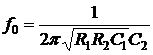 f₀ = 1 / (2π√(R₁R₂C₁C₂))